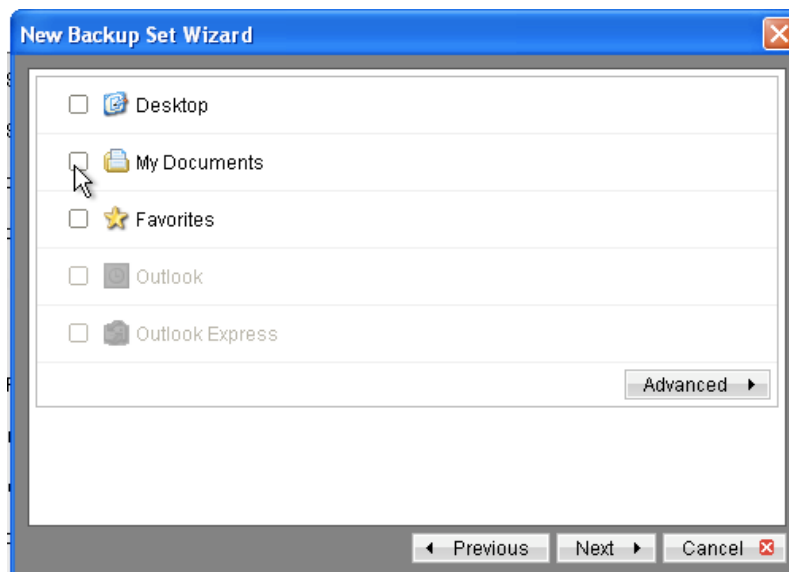 New Backup Set Wizard
Desktop
My Documents
Favorites
Outlook
Outlook Express
Advanced
Previous Next Cancel